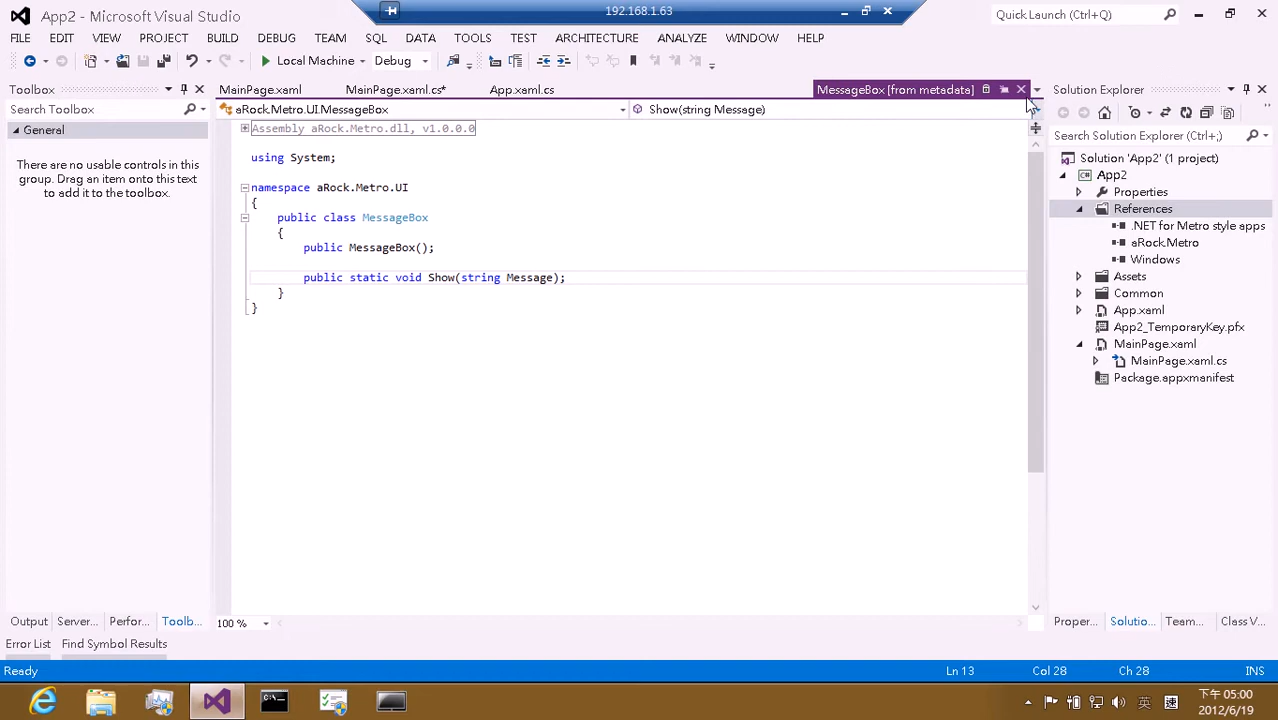 App2 - Microsoft Visual Studio
192.168.1.63
Quick Launch (Ctrl+Q)
FILE EDIT VIEW PROJECT BUILD DEBUG TEAM SQL DATA TOOLS TEST ARCHITECTURE ANALYZE WINDOW HELP
Local Machine Debug
Toolbox
MainPage.xaml MainPage.xaml.cs* App.xaml.cs MessageBox [from metadata]
Solution Explorer
Search Toolbox
aRock.Metro.UI.MessageBox Show(string Message)
General
Assembly aRock.Metro.dll, v1.0.0.0
Search Solution Explorer (Ctrl+;)
There are no usable controls in this
group. Drag an item onto this text
to add it to the toolbox.
using System;
namespace aRock.Metro.UI
{
public class MessageBox
{
public MessageBox();
public static void Show(string Message);
}
}
Solution 'App2' (1 project)
App2
Properties
References
.NET for Metro style apps
aRock.Metro
Windows
Assets
Common
App.xaml
App2_TemporaryKey.pfx
MainPage.xaml
MainPage.xaml.cs
Package.appxmanifest
Output Server... Perfor... Toolb...
100 %
Proper... Solutio... Team... Class V...
Error List Find Symbol Results
Ready Ln 13 Col 28 Ch 28 INS
英 速
下午 05:00
2012/6/19